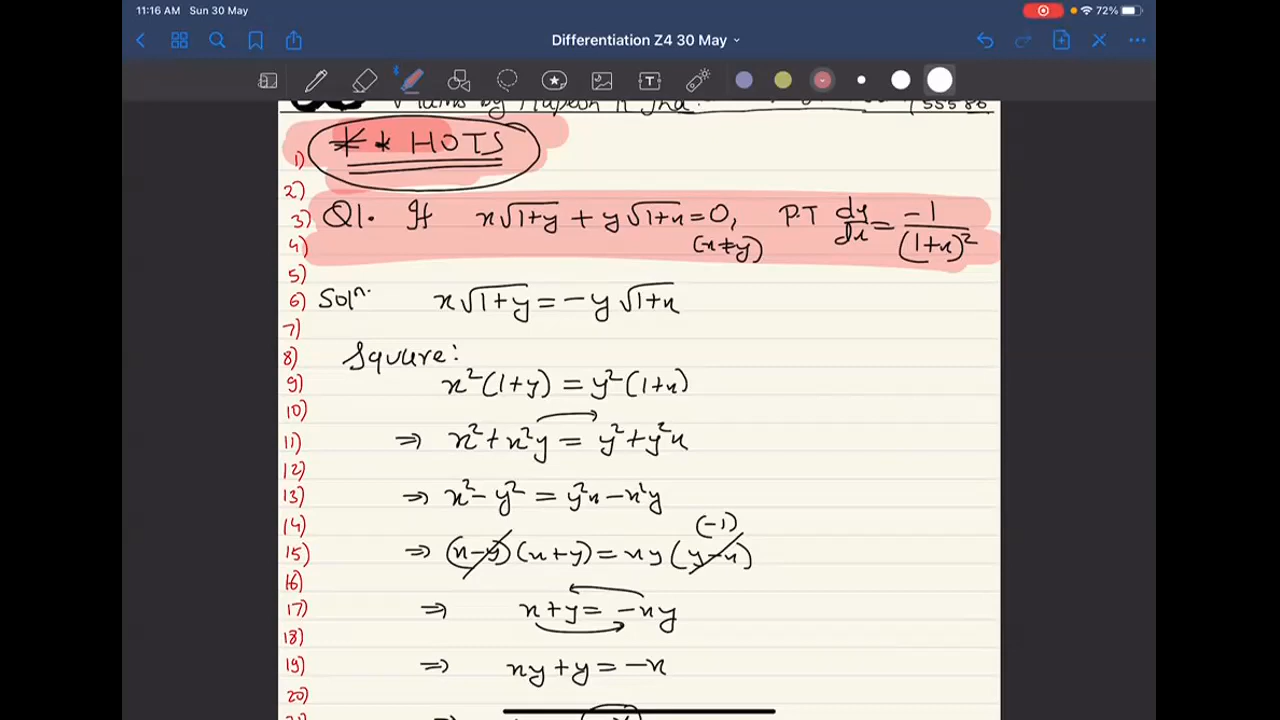 11:16 AM Sun 30 May
72%
Differentiation Z4 30 May
Maths by
** HOTS
1)
2)
3) Q1. If x√1+y + y√1+x = 0, P.T dy/dx = -1/(1+x)²
4) (x≠y)
5)
6) Solⁿ. x√1+y = -y√1+x
7)
8) Square:
9) x²(1+y) = y²(1+x)
10)
11) ⇒ x²+x²y = y²+y²x
12)
13) ⇒ x²-y² = y²x-x²y
14) (-1)
15) ⇒ (x-y)(x+y) = xy(y-x)
16)
17) ⇒ x+y = -xy
18)
19) ⇒ xy+y = -x
20)